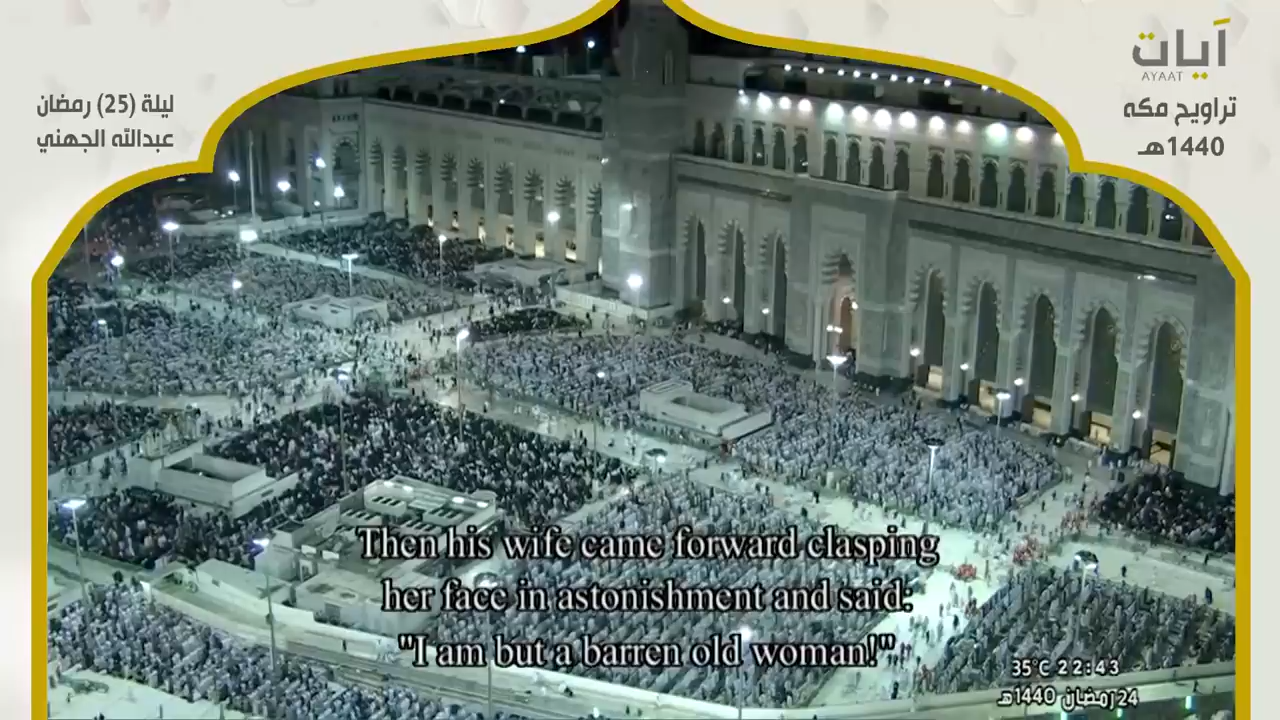 آيات
AYAAT
تراويح مكه
1440هـ
ليلة (25) رمضان
عبدالله الجهني
Then his wife came forward clasping
her face in astonishment and said:
"I am but a barren old woman!"
35°C 22:43
24 رمضان 1440هـ